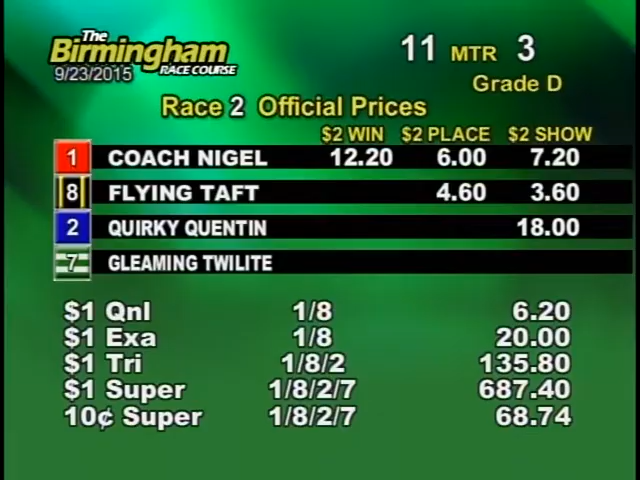 The
Birmingham
RACE COURSE
9/23/2015
11 MTR 3
Grade D
Race 2 Official Prices
$2 WIN $2 PLACE $2 SHOW
1 COACH NIGEL 12.20 6.00 7.20
8 FLYING TAFT 4.60 3.60
2 QUIRKY QUENTIN 18.00
7 GLEAMING TWILITE
$1 Qnl 1/8 6.20
$1 Exa 1/8 20.00
$1 Tri 1/8/2 135.80
$1 Super 1/8/2/7 687.40
10¢ Super 1/8/2/7 68.74